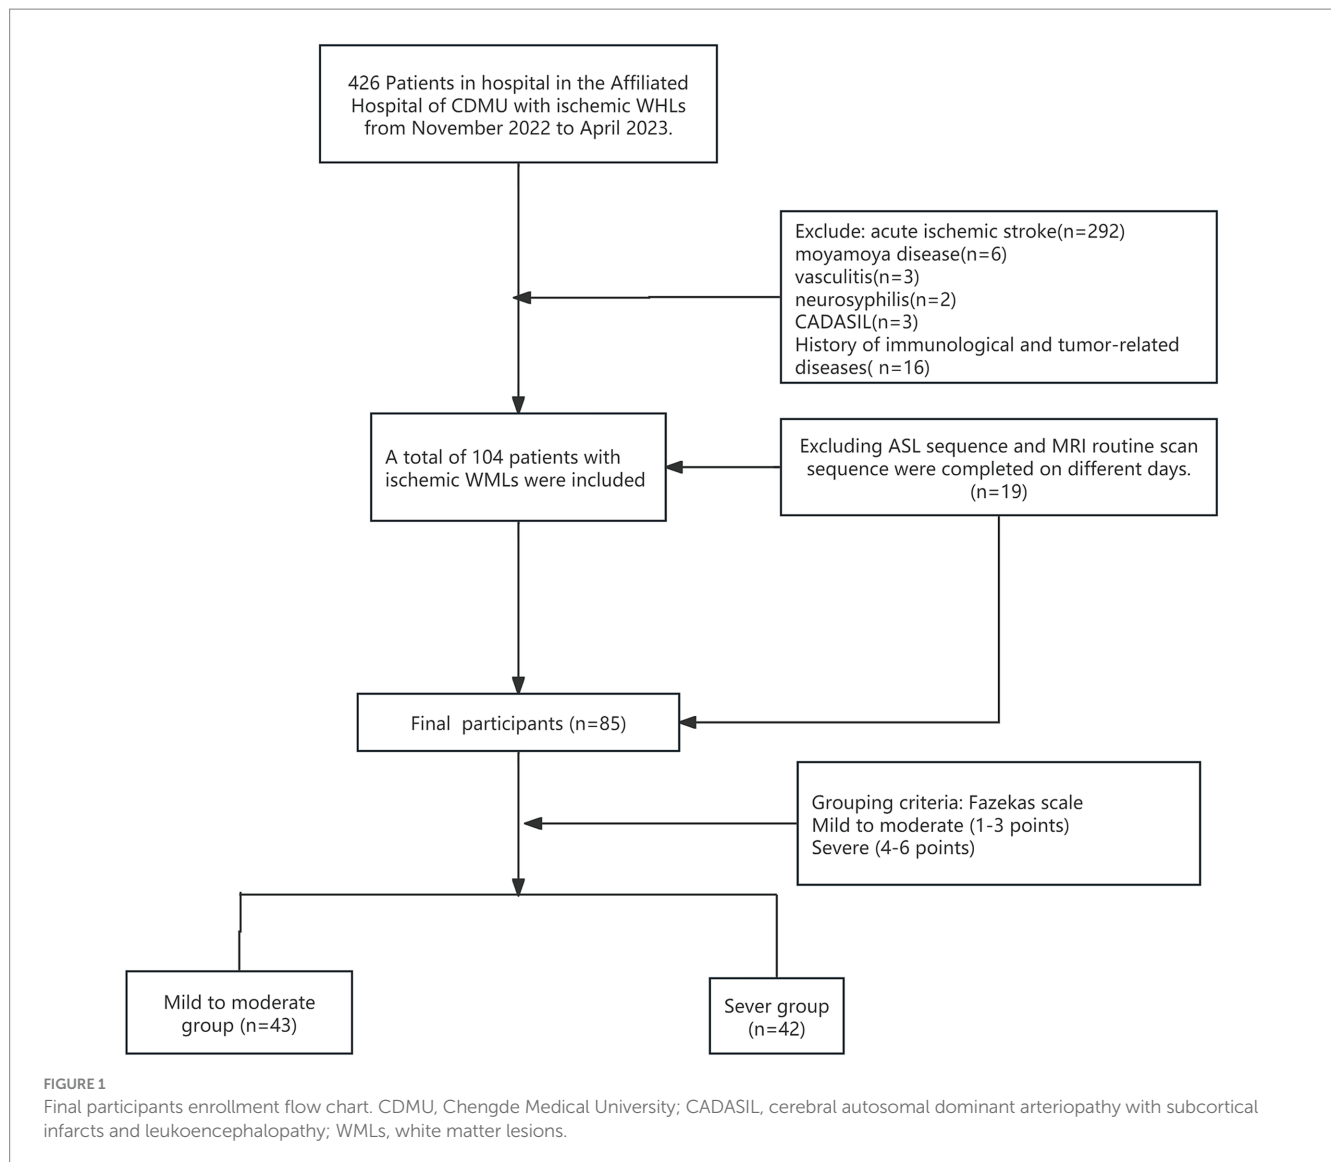 426 Patients in hospital in the Affiliated
Hospital of CDMU with ischemic WHLs
from November 2022 to April 2023.
Exclude: acute ischemic stroke(n=292)
moyamoya disease(n=6)
vasculitis(n=3)
neurosyphilis(n=2)
CADASIL(n=3)
History of immunological and tumor-related
diseases( n=16)
A total of 104 patients with
ischemic WMLs were included
Excluding ASL sequence and MRI routine scan
sequence were completed on different days.
(n=19)
Final  participants (n=85)
Grouping criteria: Fazekas scale
Mild to moderate (1-3 points)
Severe (4-6 points)
Mild to moderate
group (n=43)
Sever group
(n=42)
FIGURE 1
Final participants enrollment flow chart. CDMU, Chengde Medical University; CADASIL, cerebral autosomal dominant arteriopathy with subcortical
infarcts and leukoencephalopathy; WMLs, white matter lesions.